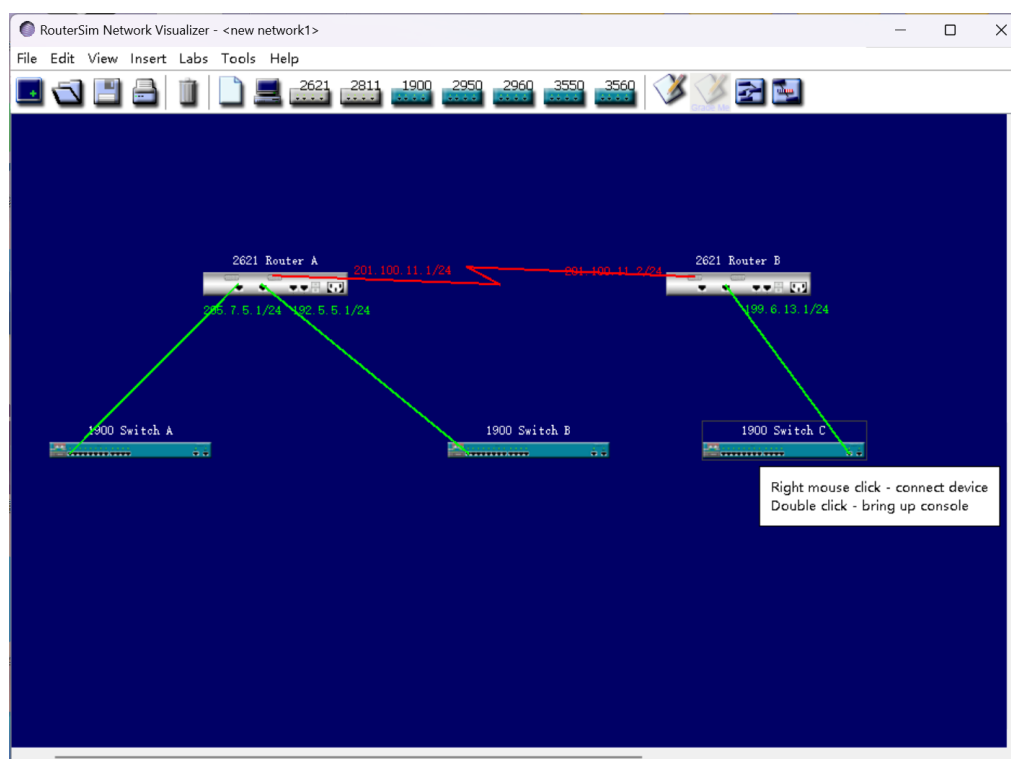 RouterSim Network Visualizer - <new network1>
File Edit View Insert Labs Tools Help
2621 2811 1900 2950 2960 3550 3560
Grade Me
2621 Router A
2621 Router B
201.100.11.1/24
201.100.11.2/24
205.7.5.1/24 192.5.5.1/24
199.6.13.1/24
1900 Switch A
1900 Switch B
1900 Switch C
Right mouse click - connect device
Double click - bring up console